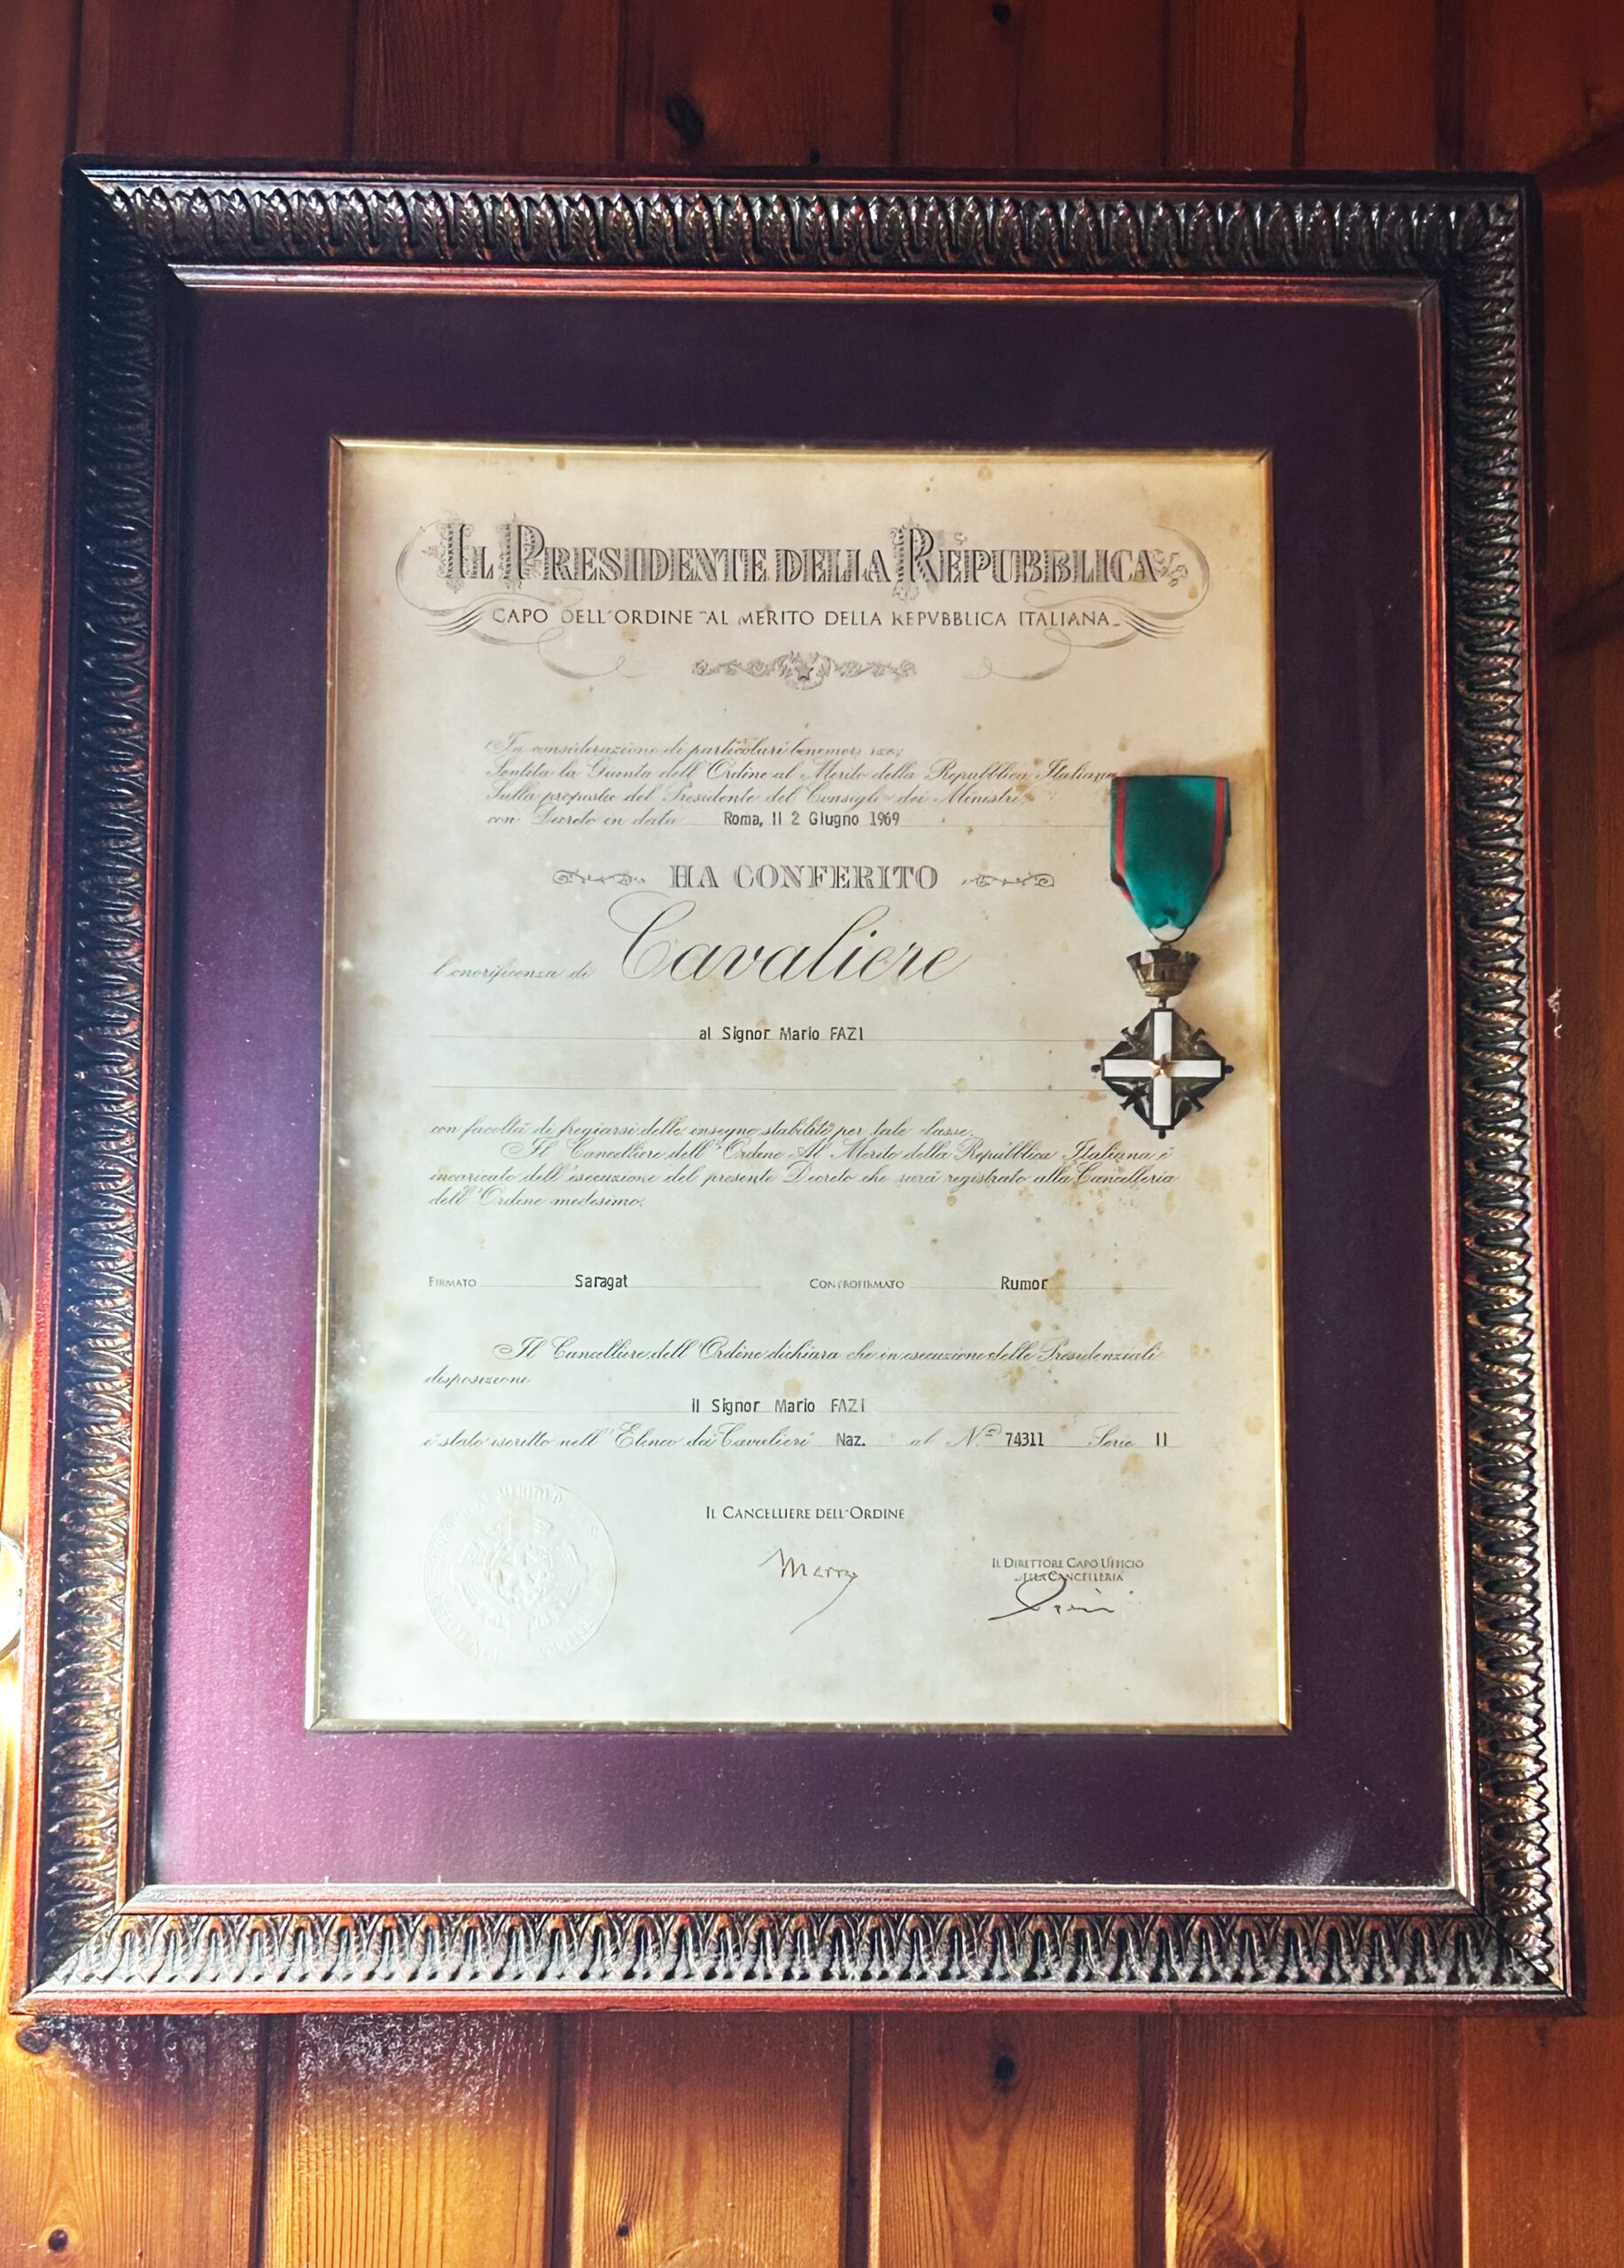 IL PRESIDENTE DELLA REPUBBLICA
CAPO DELL'ORDINE "AL MERITO DELLA REPVBBLICA ITALIANA"
In considerazione di particolari benemerenze;
Sentita la Giunta dell'Ordine al Merito della Repubblica Italiana
Sulla proposta del Presidente del Consiglio dei Ministri;
con Decreto in data Roma, li 2 Giugno 1969
HA CONFERITO
l'onorificenza di Cavaliere
al Signor Mario FAZI
con facoltà di fregiarsi delle insegne stabilite per tale classe.
Il Cancelliere dell'Ordine Al Merito della Repubblica Italiana è
incaricato dell'esecuzione del presente Decreto che sarà registrato alla Cancelleria
dell'Ordine medesimo.
FIRMATO Saragat CONTROFIRMATO Rumor
Il Cancelliere dell'Ordine dichiara che in esecuzione delle Presidenziali
disposizioni
il Signor Mario FAZI
è stato iscritto nell'Elenco dei Cavalieri Naz. al N.º 74311 Serie II
IL CANCELLIERE DELL'ORDINE
IL DIRETTORE CAPO UFFICIO
DELLA CANCELLERIA